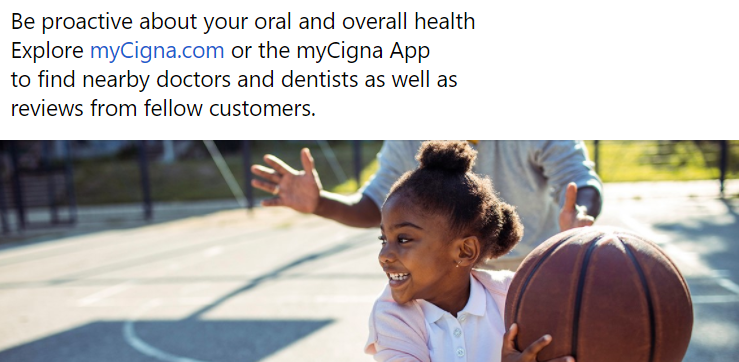 Be proactive about your oral and overall health
Explore myCigna.com or the myCigna App
to find nearby doctors and dentists as well as
reviews from fellow customers.